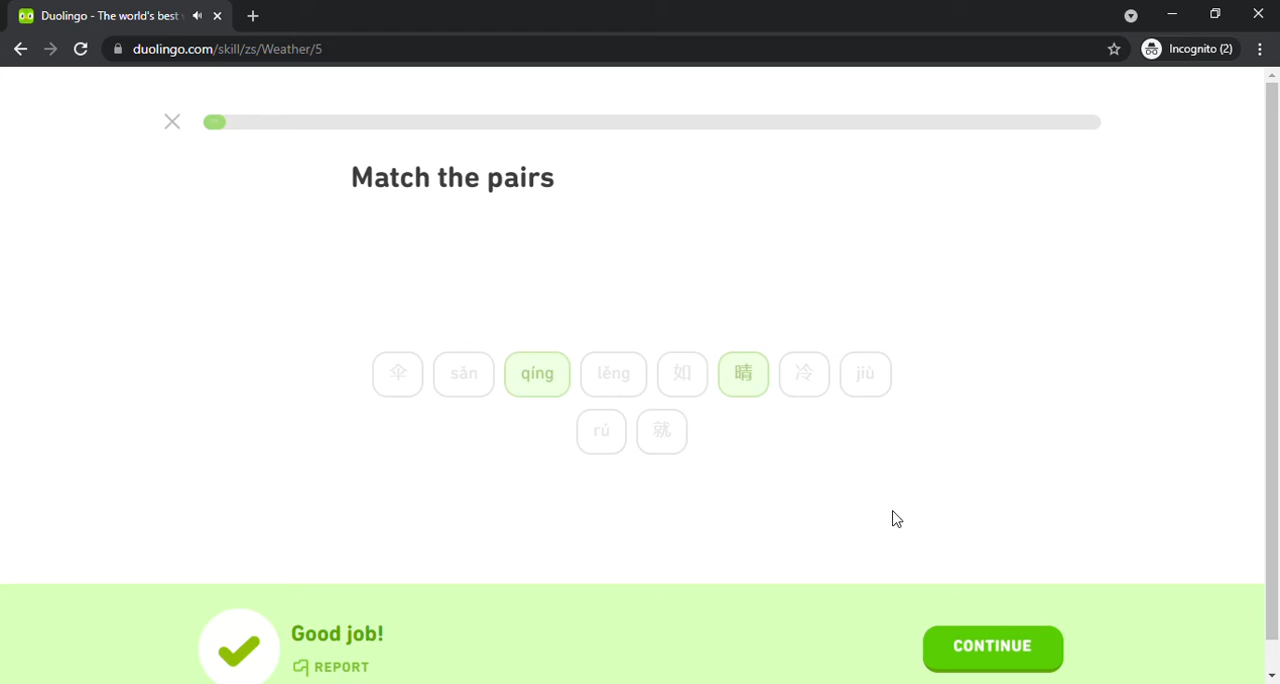 Duolingo - The world's best
duolingo.com/skill/zs/Weather/5
Incognito (2)
Match the pairs
伞 sǎn qíng lěng 如 晴 冷 jiù
rú 就
Good job!
REPORT
CONTINUE